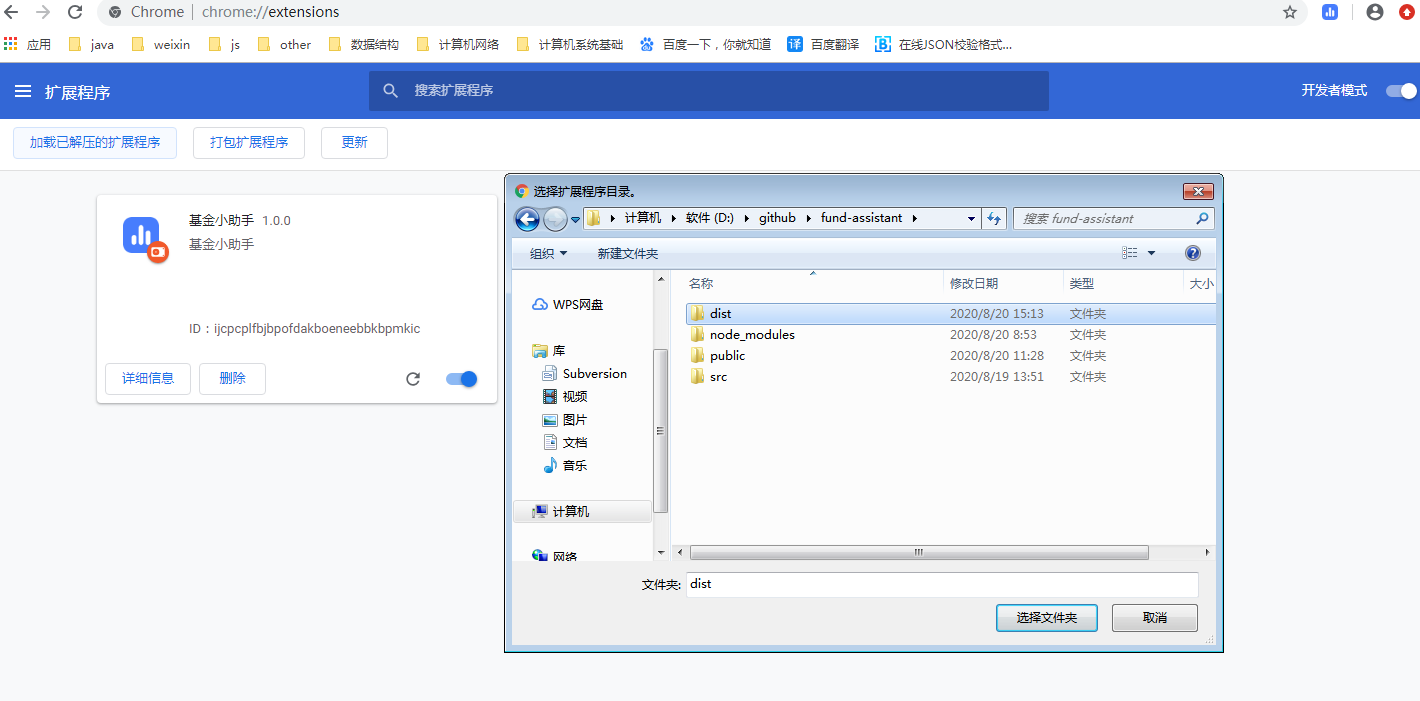 Chrome | chrome://extensions
应用 java weixin js other 数据结构 计算机网络 计算机系统基础 百度一下，你就知道 译 百度翻译 在线JSON校验格式...
扩展程序 搜索扩展程序 开发者模式
加载已解压的扩展程序 打包扩展程序 更新
基金小助手 1.0.0
基金小助手
ID：ijcpcplfbjbpofdakboeneebbkbpmkic
详细信息 删除
选择扩展程序目录。
计算机 软件 (D:) github fund-assistant 搜索 fund-assistant
组织 新建文件夹
名称 修改日期 类型 大小
WPS网盘
库
Subversion
视频
图片
文档
音乐
计算机
网络
dist 2020/8/20 15:13 文件夹
node_modules 2020/8/20 8:53 文件夹
public 2020/8/20 11:28 文件夹
src 2020/8/19 13:51 文件夹
文件夹: dist
选择文件夹 取消